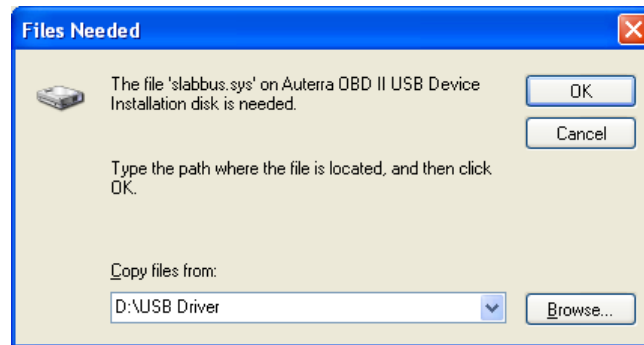 Files Needed
The file 'slabbus.sys' on Auterra OBD II USB Device
Installation disk is needed.
OK
Cancel
Type the path where the file is located, and then click
OK.
Copy files from:
D:\USB Driver
Browse...